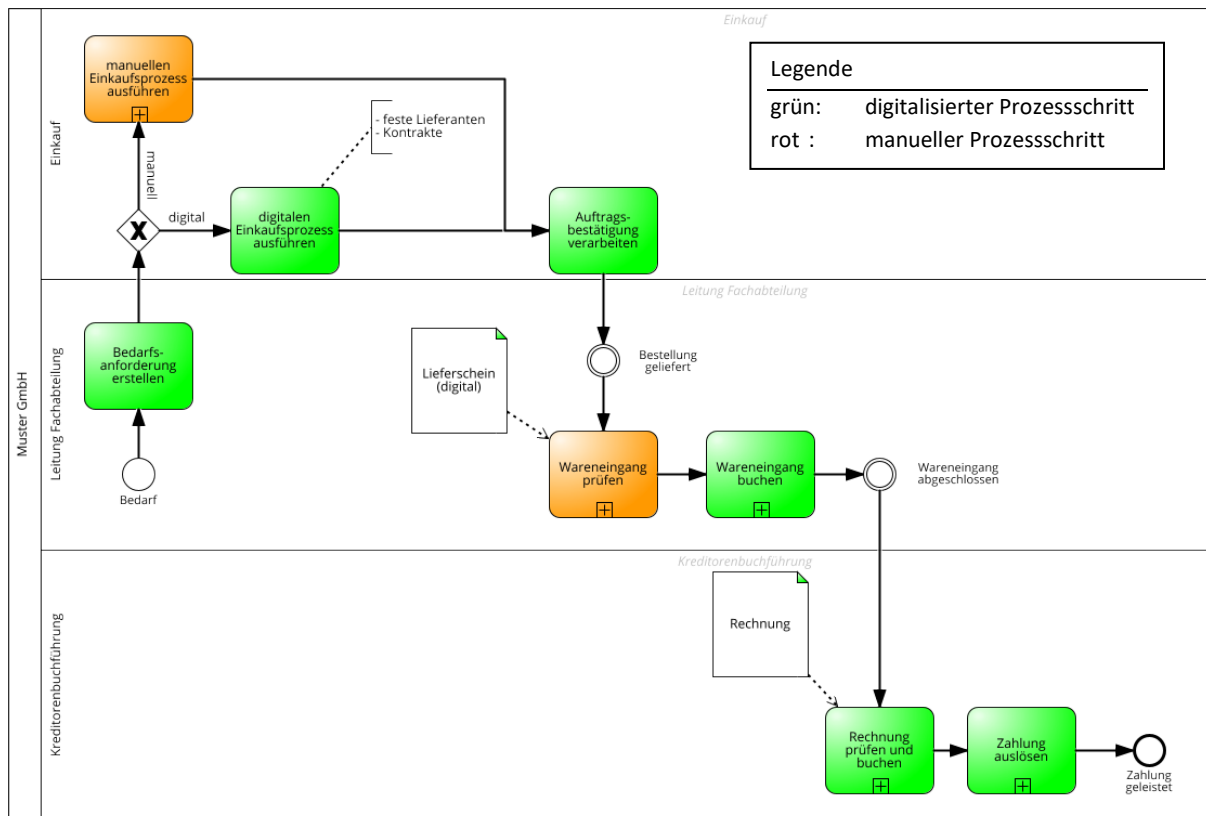 Muster GmbH
Einkauf
Einkauf
manuellen
Einkaufsprozess
ausführen
manuell
digital
digitalen
Einkaufsprozess
ausführen
- feste Lieferanten
- Kontrakte
Auftrags-
bestätigung
verarbeiten
Legende
grün: digitalisierter Prozessschritt
rot : manueller Prozessschritt
Leitung Fachabteilung
Leitung Fachabteilung
Bedarfs-
anforderung
erstellen
Bedarf
Lieferschein
(digital)
Bestellung
geliefert
Wareneingang
prüfen
Wareneingang
buchen
Wareneingang
abgeschlossen
Kreditorenbuchführung
Kreditorenbuchführung
Rechnung
Rechnung
prüfen und
buchen
Zahlung
auslösen
Zahlung
geleistet